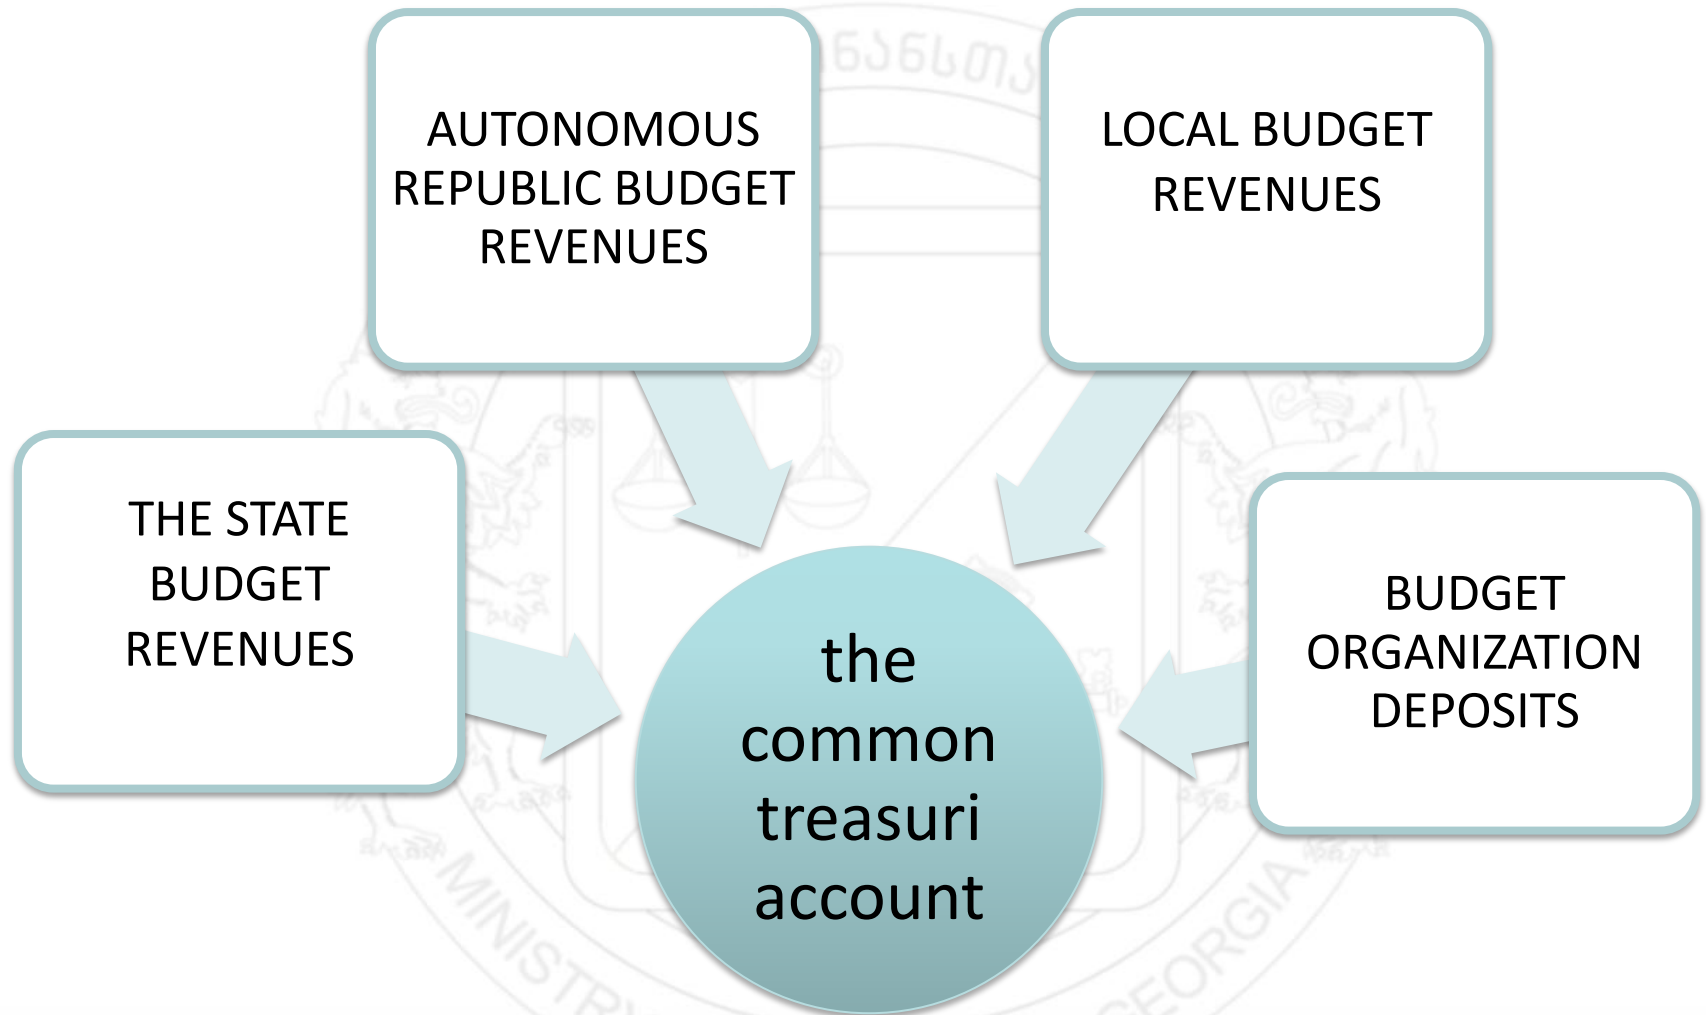 AUTONOMOUS
REPUBLIC BUDGET
REVENUES
LOCAL BUDGET
REVENUES
THE STATE
BUDGET
REVENUES
BUDGET
ORGANIZATION
DEPOSITS
the
common
treasuri
account